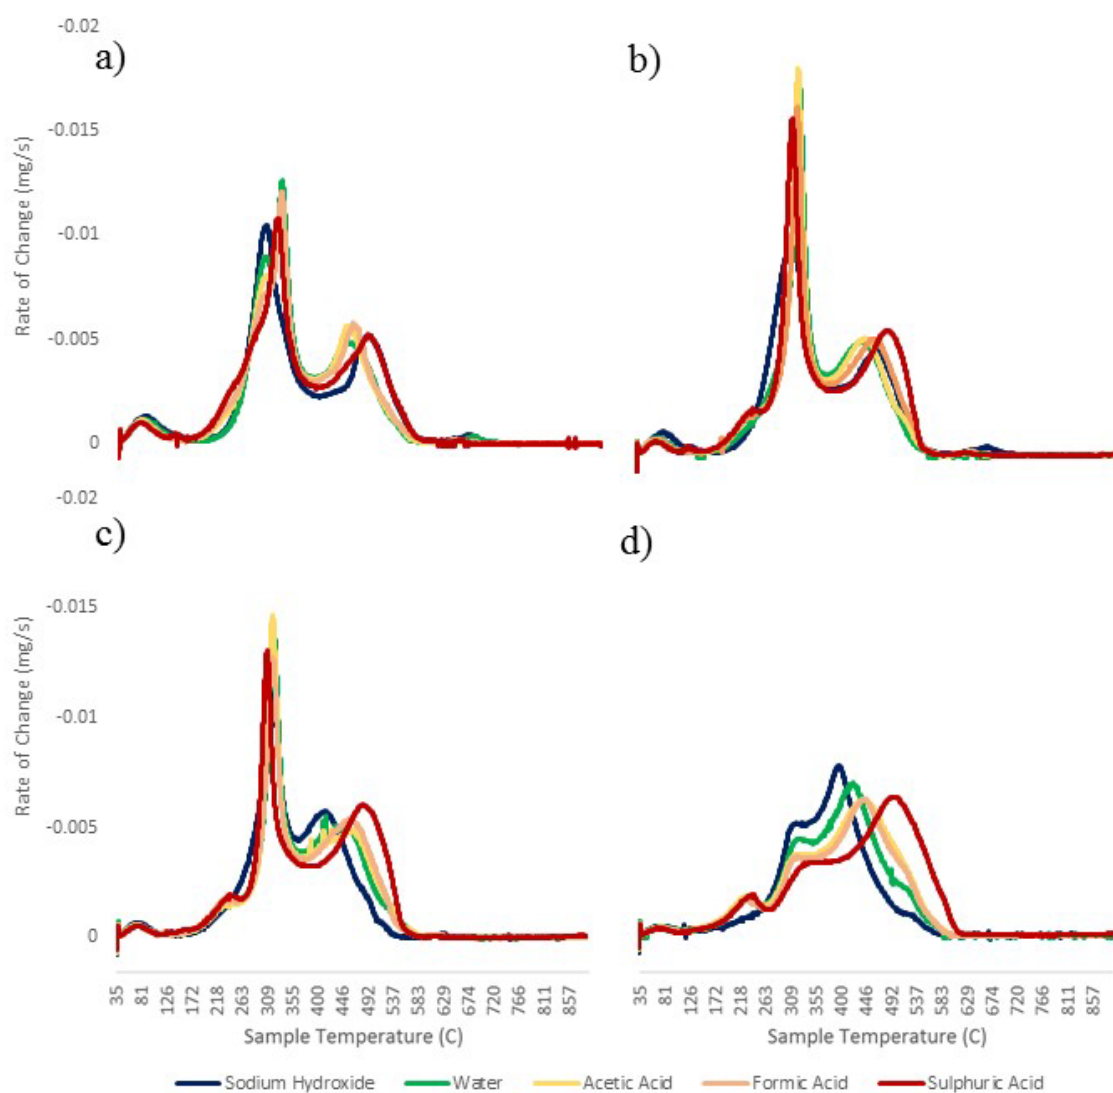 -0.02
a)
b)
-0.015
-0.01
-0.005
0
Rate of Change (mg/s)
-0.02
c)
d)
-0.015
-0.01
-0.005
0
Rate of Change (mg/s)
35 81 126 172 218 263 309 355 400 446 492 537 583 629 674 720 766 811 857
35 81 126 172 218 263 309 355 400 446 492 537 583 629 674 720 766 811 857
Sample Temperature (C)
Sample Temperature (C)
Sodium Hydroxide Water Acetic Acid Formic Acid Sulphuric Acid